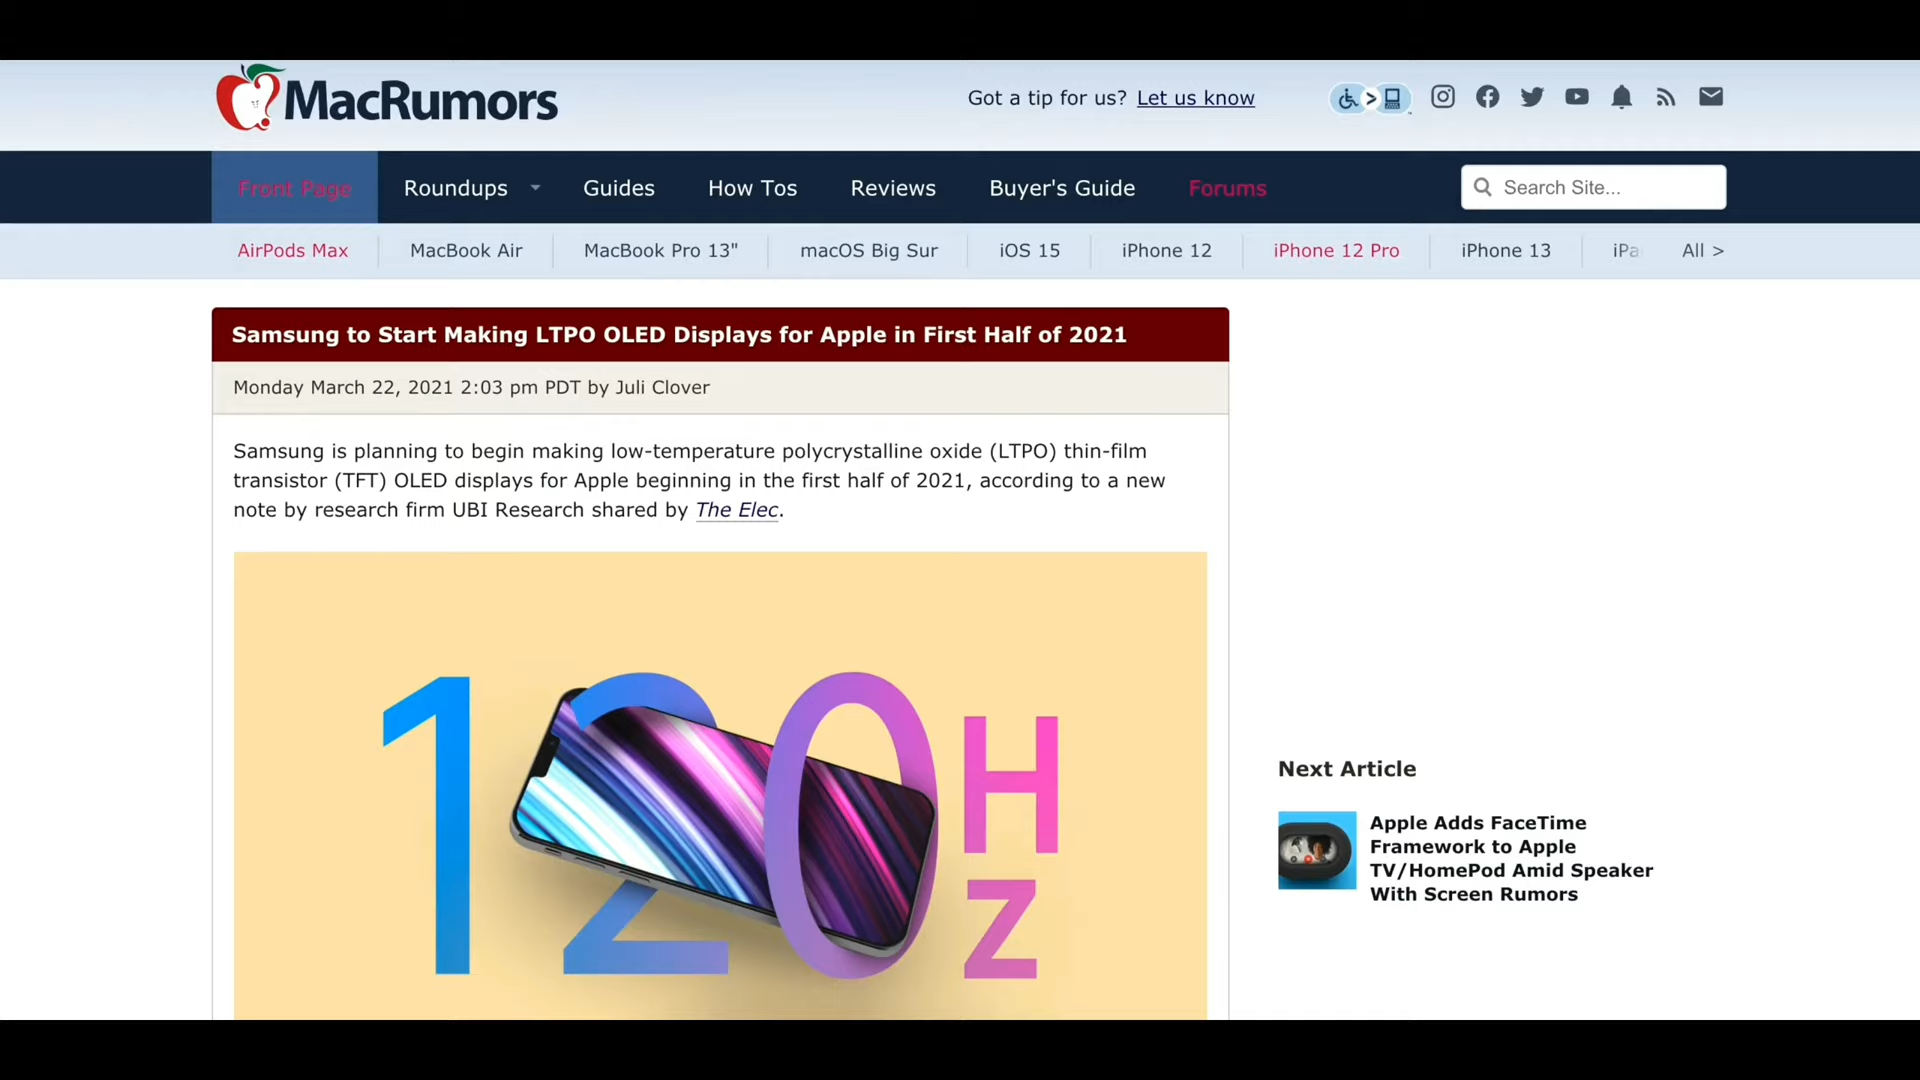 MacRumors
Got a tip for us? Let us know
Front Page Roundups Guides How Tos Reviews Buyer's Guide Forums Search Site...
AirPods Max MacBook Air MacBook Pro 13" macOS Big Sur iOS 15 iPhone 12 iPhone 12 Pro iPhone 13 iPa All >
Samsung to Start Making LTPO OLED Displays for Apple in First Half of 2021
Monday March 22, 2021 2:03 pm PDT by Juli Clover
Samsung is planning to begin making low-temperature polycrystalline oxide (LTPO) thin-film
transistor (TFT) OLED displays for Apple beginning in the first half of 2021, according to a new
note by research firm UBI Research shared by The Elec.
120Hz
Next Article
Apple Adds FaceTime
Framework to Apple
TV/HomePod Amid Speaker
With Screen Rumors